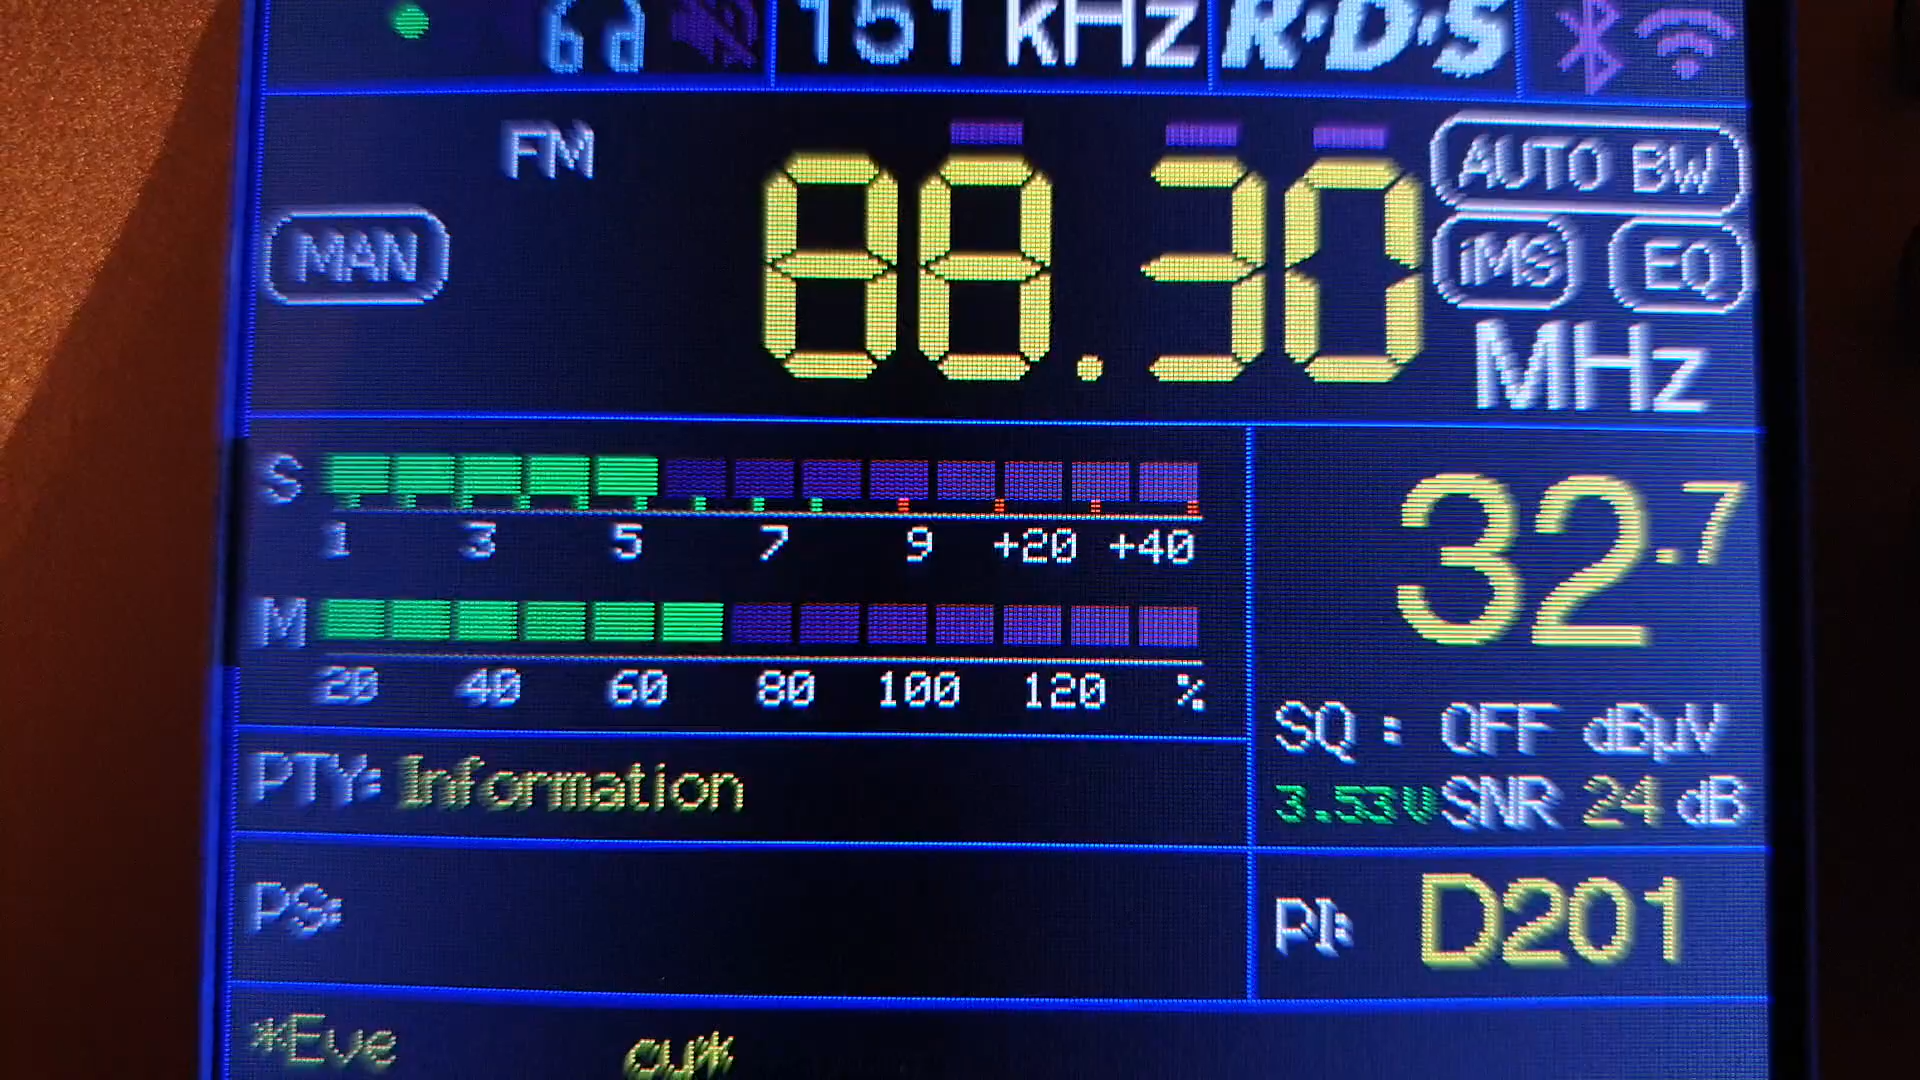 151 kHz R·D·S
FM 88.30 AUTO BW
MAN iMS EQ
MHz
S
1 3 5 7 9 +20 +40
32.7
M
20 40 60 80 100 120 %
SQ: OFF dBµV
PTY: Information
3.53V SNR 24 dB
PS:
PI: D201
*Eve cy*